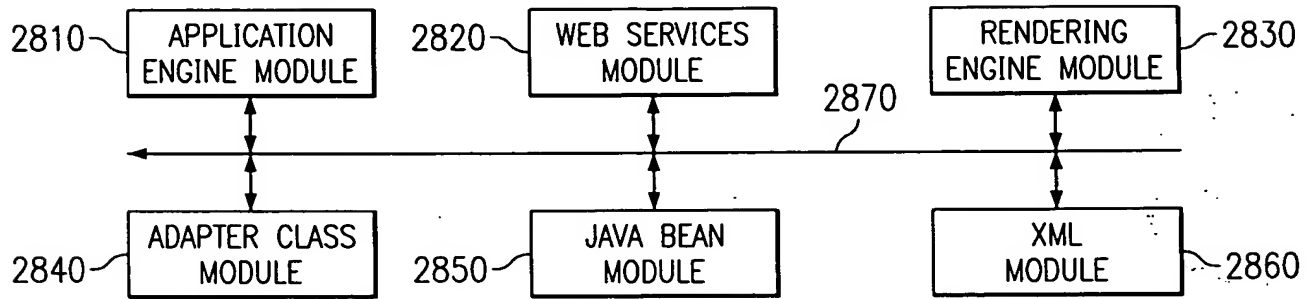 2810
APPLICATION
ENGINE MODULE
2820
WEB SERVICES
MODULE
RENDERING
ENGINE MODULE
2830
2870
2840
ADAPTER CLASS
MODULE
2850
JAVA BEAN
MODULE
XML
MODULE
2860